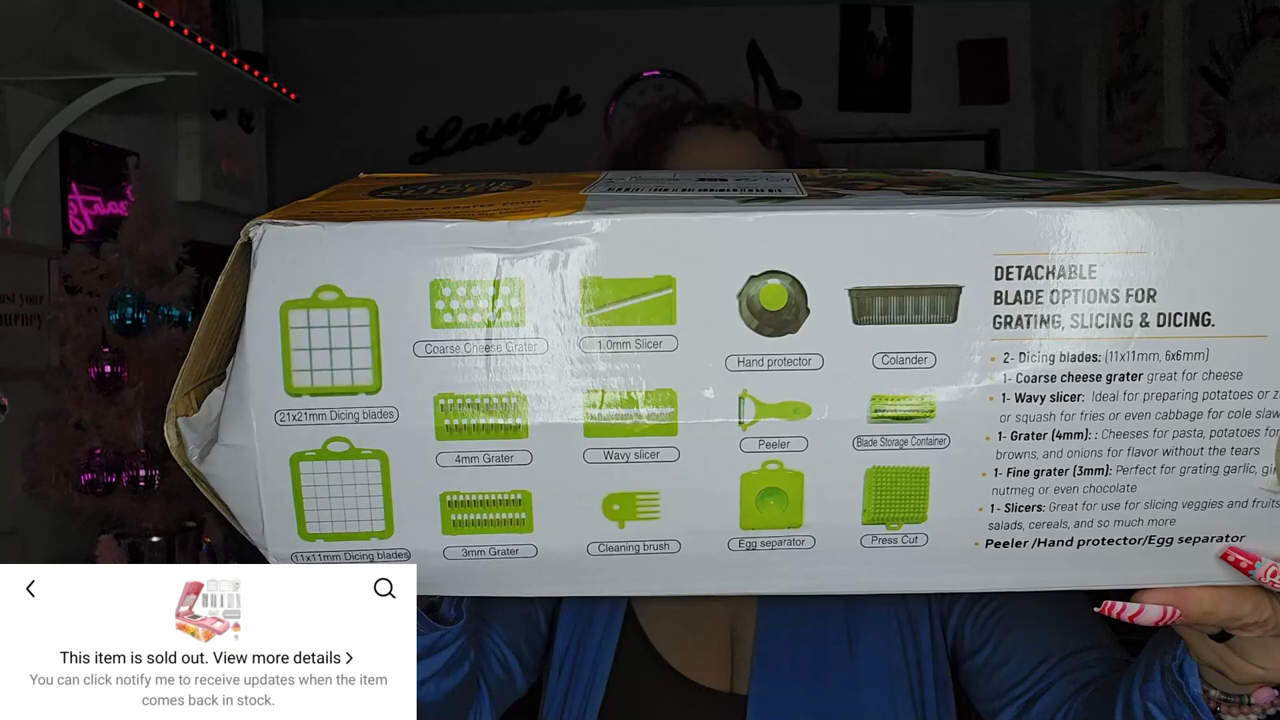 Laugh
21x21mm Dicing blades
11x11mm Dicing blades
Coarse Cheese Grater
4mm Grater
3mm Grater
1.0mm Slicer
Wavy slicer
Cleaning brush
Hand protector
Peeler
Egg separator
Colander
Blade Storage Container
Press Cut
DETACHABLE
BLADE OPTIONS FOR
GRATING, SLICING & DICING.
• 2- Dicing blades: (11x11mm, 6x6mm)
• 1- Coarse cheese grater great for cheese
• 1- Wavy slicer: Ideal for preparing potatoes or
or squash for fries or even cabbage for cole
• 1- Grater (4mm): : Cheeses for pasta, potatoes for
browns, and onions for flavor without the tears
• 1- Fine grater (3mm): Perfect for grating garlic,
nutmeg or even chocolate
• 1- Slicers: Great for use for slicing veggies and fruits
salads, cereals, and so much more
• Peeler /Hand protector/Egg separator
This item is sold out. View more details >
You can click notify me to receive updates when the item
comes back in stock.